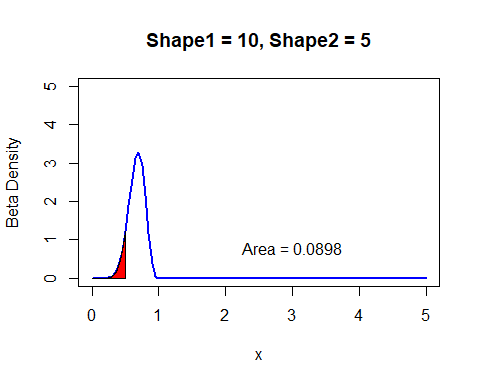 Shape1 = 10, Shape2 = 5
Beta Density
5
4
3
2
1
0
Area = 0.0898
0 1 2 3 4 5
x